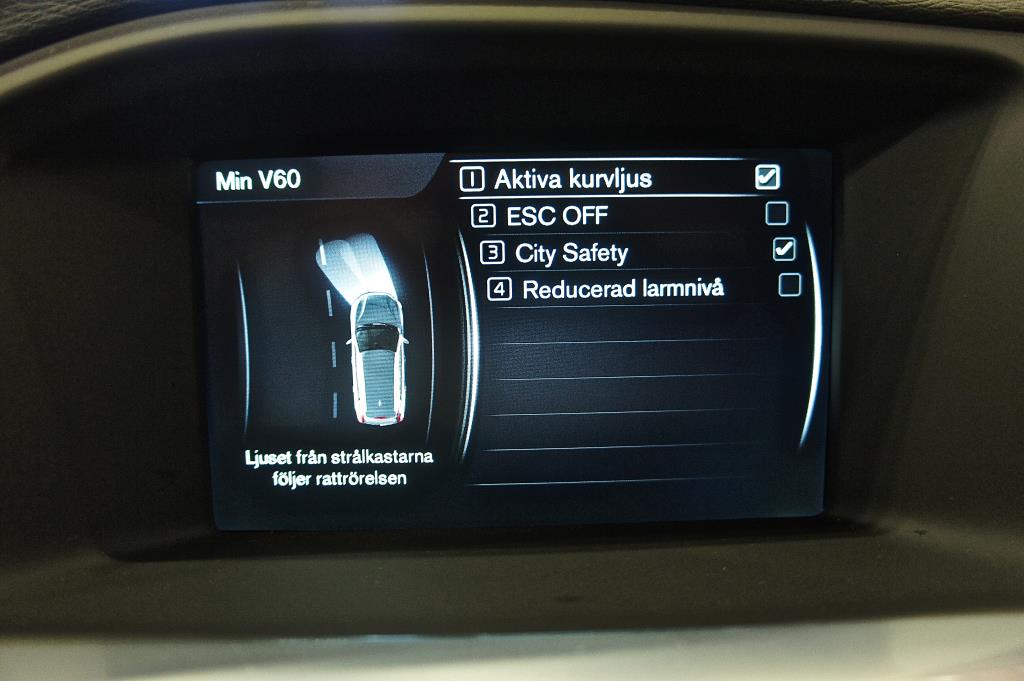 Min V60
1 Aktiva kurvljus
2 ESC OFF
3 City Safety
4 Reducerad larmnivå
Ljuset från strålkastarna
följer rattrörelsen